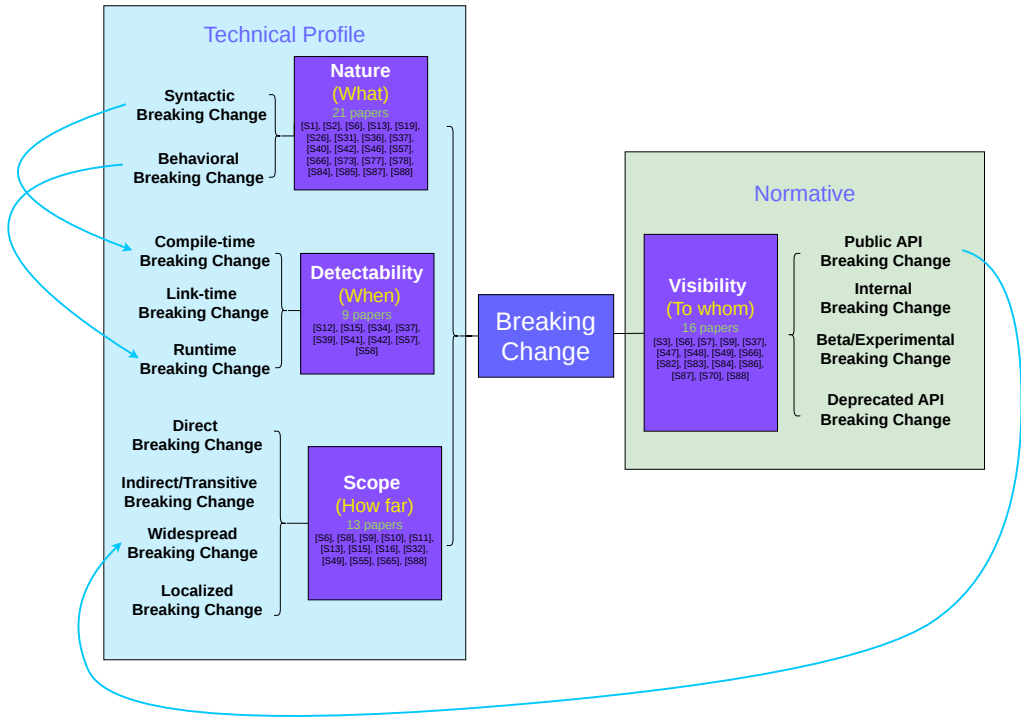 Technical Profile
Nature
(What)
21 papers
[S1], [S2], [S6], [S13], [S19],
[S26], [S31], [S36], [S37],
[S40], [S42], [S46], [S57],
[S66], [S73], [S77], [S78],
[S84], [S85], [S87], [S88]
Syntactic
Breaking Change
Behavioral
Breaking Change
Detectability
(When)
9 papers
[S12], [S15], [S34], [S37],
[S39], [S41], [S42], [S57],
[S58]
Compile-time
Breaking Change
Link-time
Breaking Change
Runtime
Breaking Change
Scope
(How far)
13 papers
[S6], [S8], [S9], [S10], [S11],
[S13], [S15], [S16], [S32],
[S49], [S55], [S65], [S88]
Direct
Breaking Change
Indirect/Transitive
Breaking Change
Widespread
Breaking Change
Localized
Breaking Change
Breaking
Change
Normative
Visibility
(To whom)
16 papers
[S3], [S6], [S7], [S9], [S37],
[S47], [S48], [S49], [S66],
[S82], [S83], [S84], [S86],
[S87], [S70], [S88]
Public API
Breaking Change
Internal
Breaking Change
Beta/Experimental
Breaking Change
Deprecated API
Breaking Change